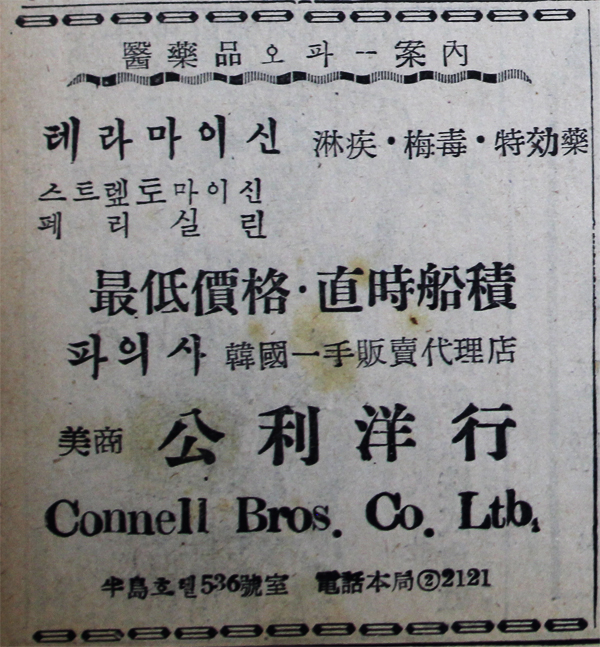 醫藥品오파ー案內
테라마이신 淋疾·梅毒·特効藥
스트렢토마이신
페리실린
最低價格·直時船積
파의사 韓國一手販賣代理店
美商 公利洋行
Connell Bros. Co. Ltb.
半島호텔536號室 電話本局②2121